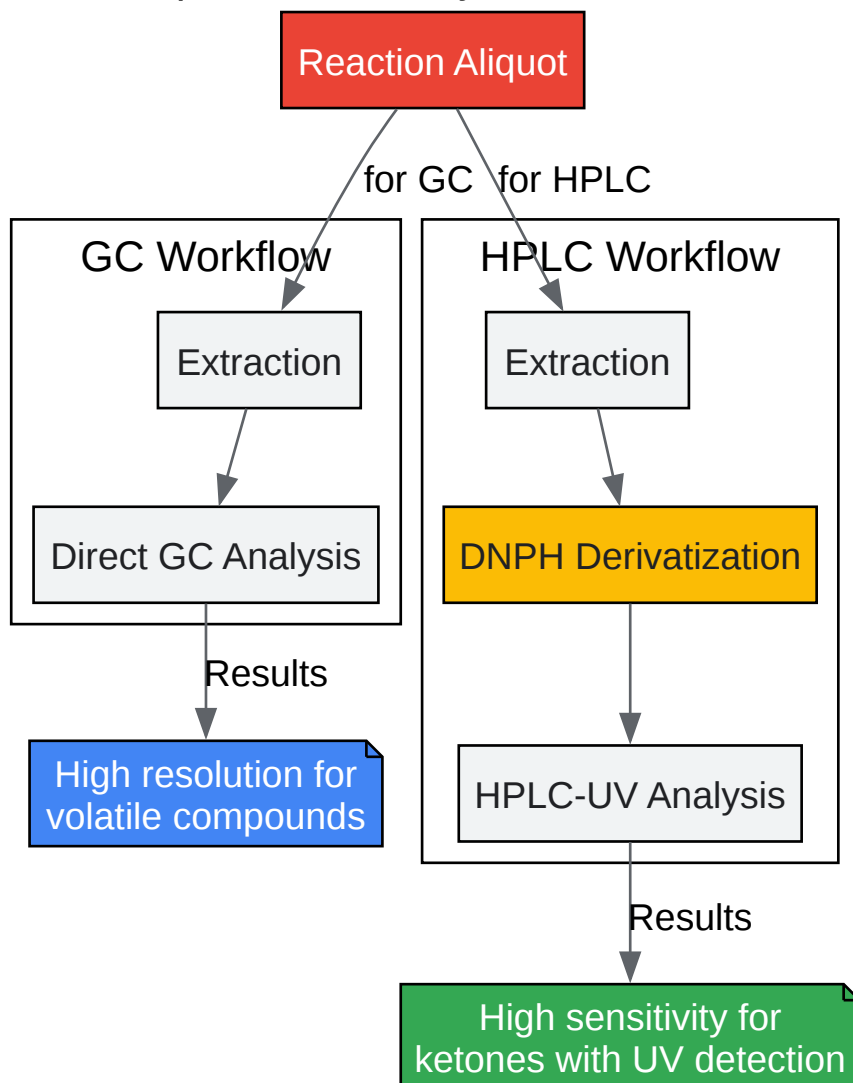 Reaction Aliquot
for GC
for HPLC
GC Workflow
HPLC Workflow
Extraction
Extraction
Direct GC Analysis
DNPH Derivatization
Results
High resolution for
volatile compounds
HPLC-UV Analysis
Results
High sensitivity for
ketones with UV detection